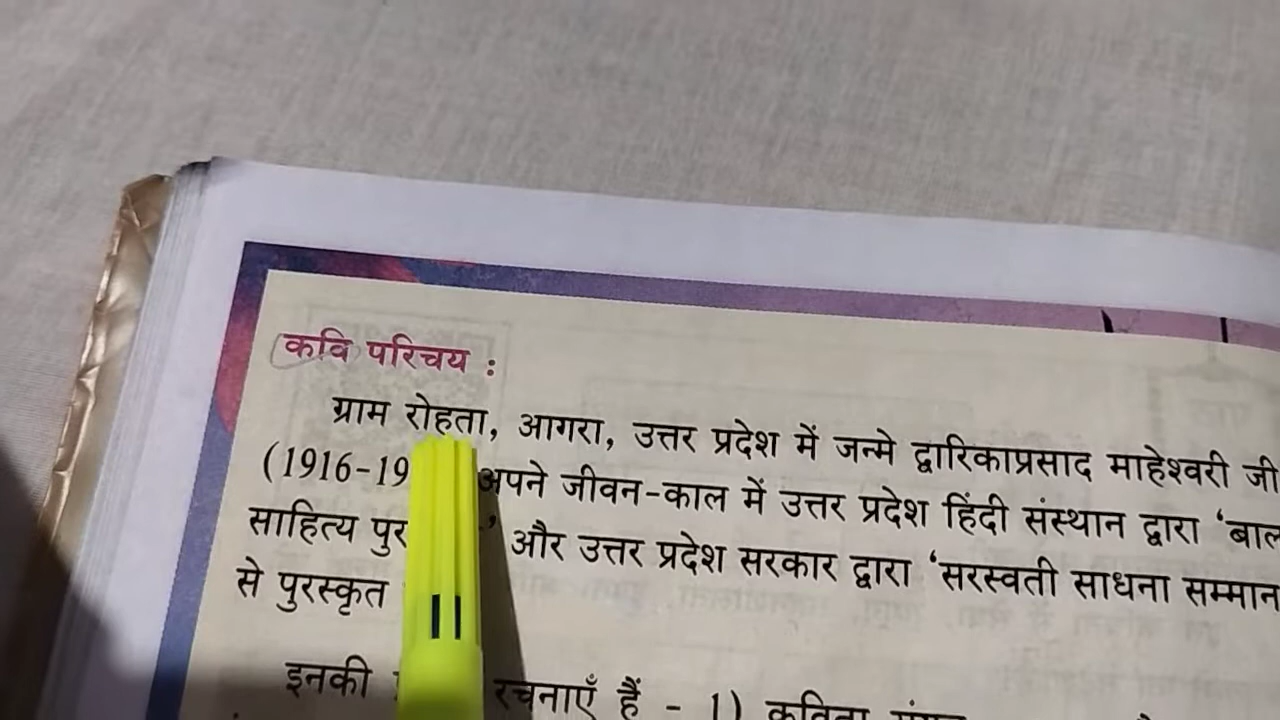 कवि परिचय :
ग्राम रोहता, आगरा, उत्तर प्रदेश में जन्मे द्वारिकाप्रसाद माहेश्वरी जी
(1916-19 अपने जीवन-काल में उत्तर प्रदेश हिंदी संस्थान द्वारा ‘बाल
साहित्य और उत्तर प्रदेश सरकार द्वारा ‘सरस्वती साधना सम्मान
से पुरस्कृत
इनकी रचनाएँ हैं - 1) कविता